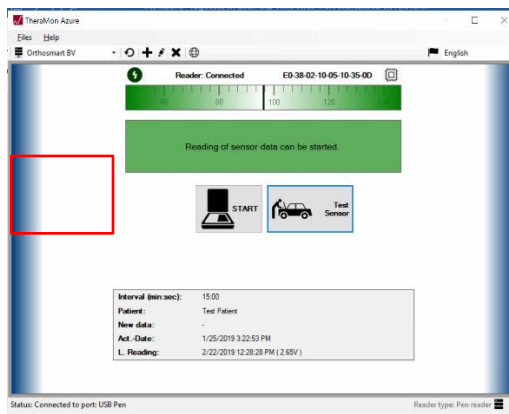 TheraMon Azure
Files Help
Orthosmart BV
English
Reader: Connected E0-38-02-10-05-10-35-0D
60 80 100 120
Reading of sensor data can be started.
START
Test
Sensor
Interval (min:sec): 15:00
Patient: Test Patient
New data: -
Act.-Date: 1/25/2019 3:22:53 PM
L. Reading: 2/22/2019 12:28:28 PM ( 2.65V )
Status: Connected to port: USB Pen
Reader type: Pen reader